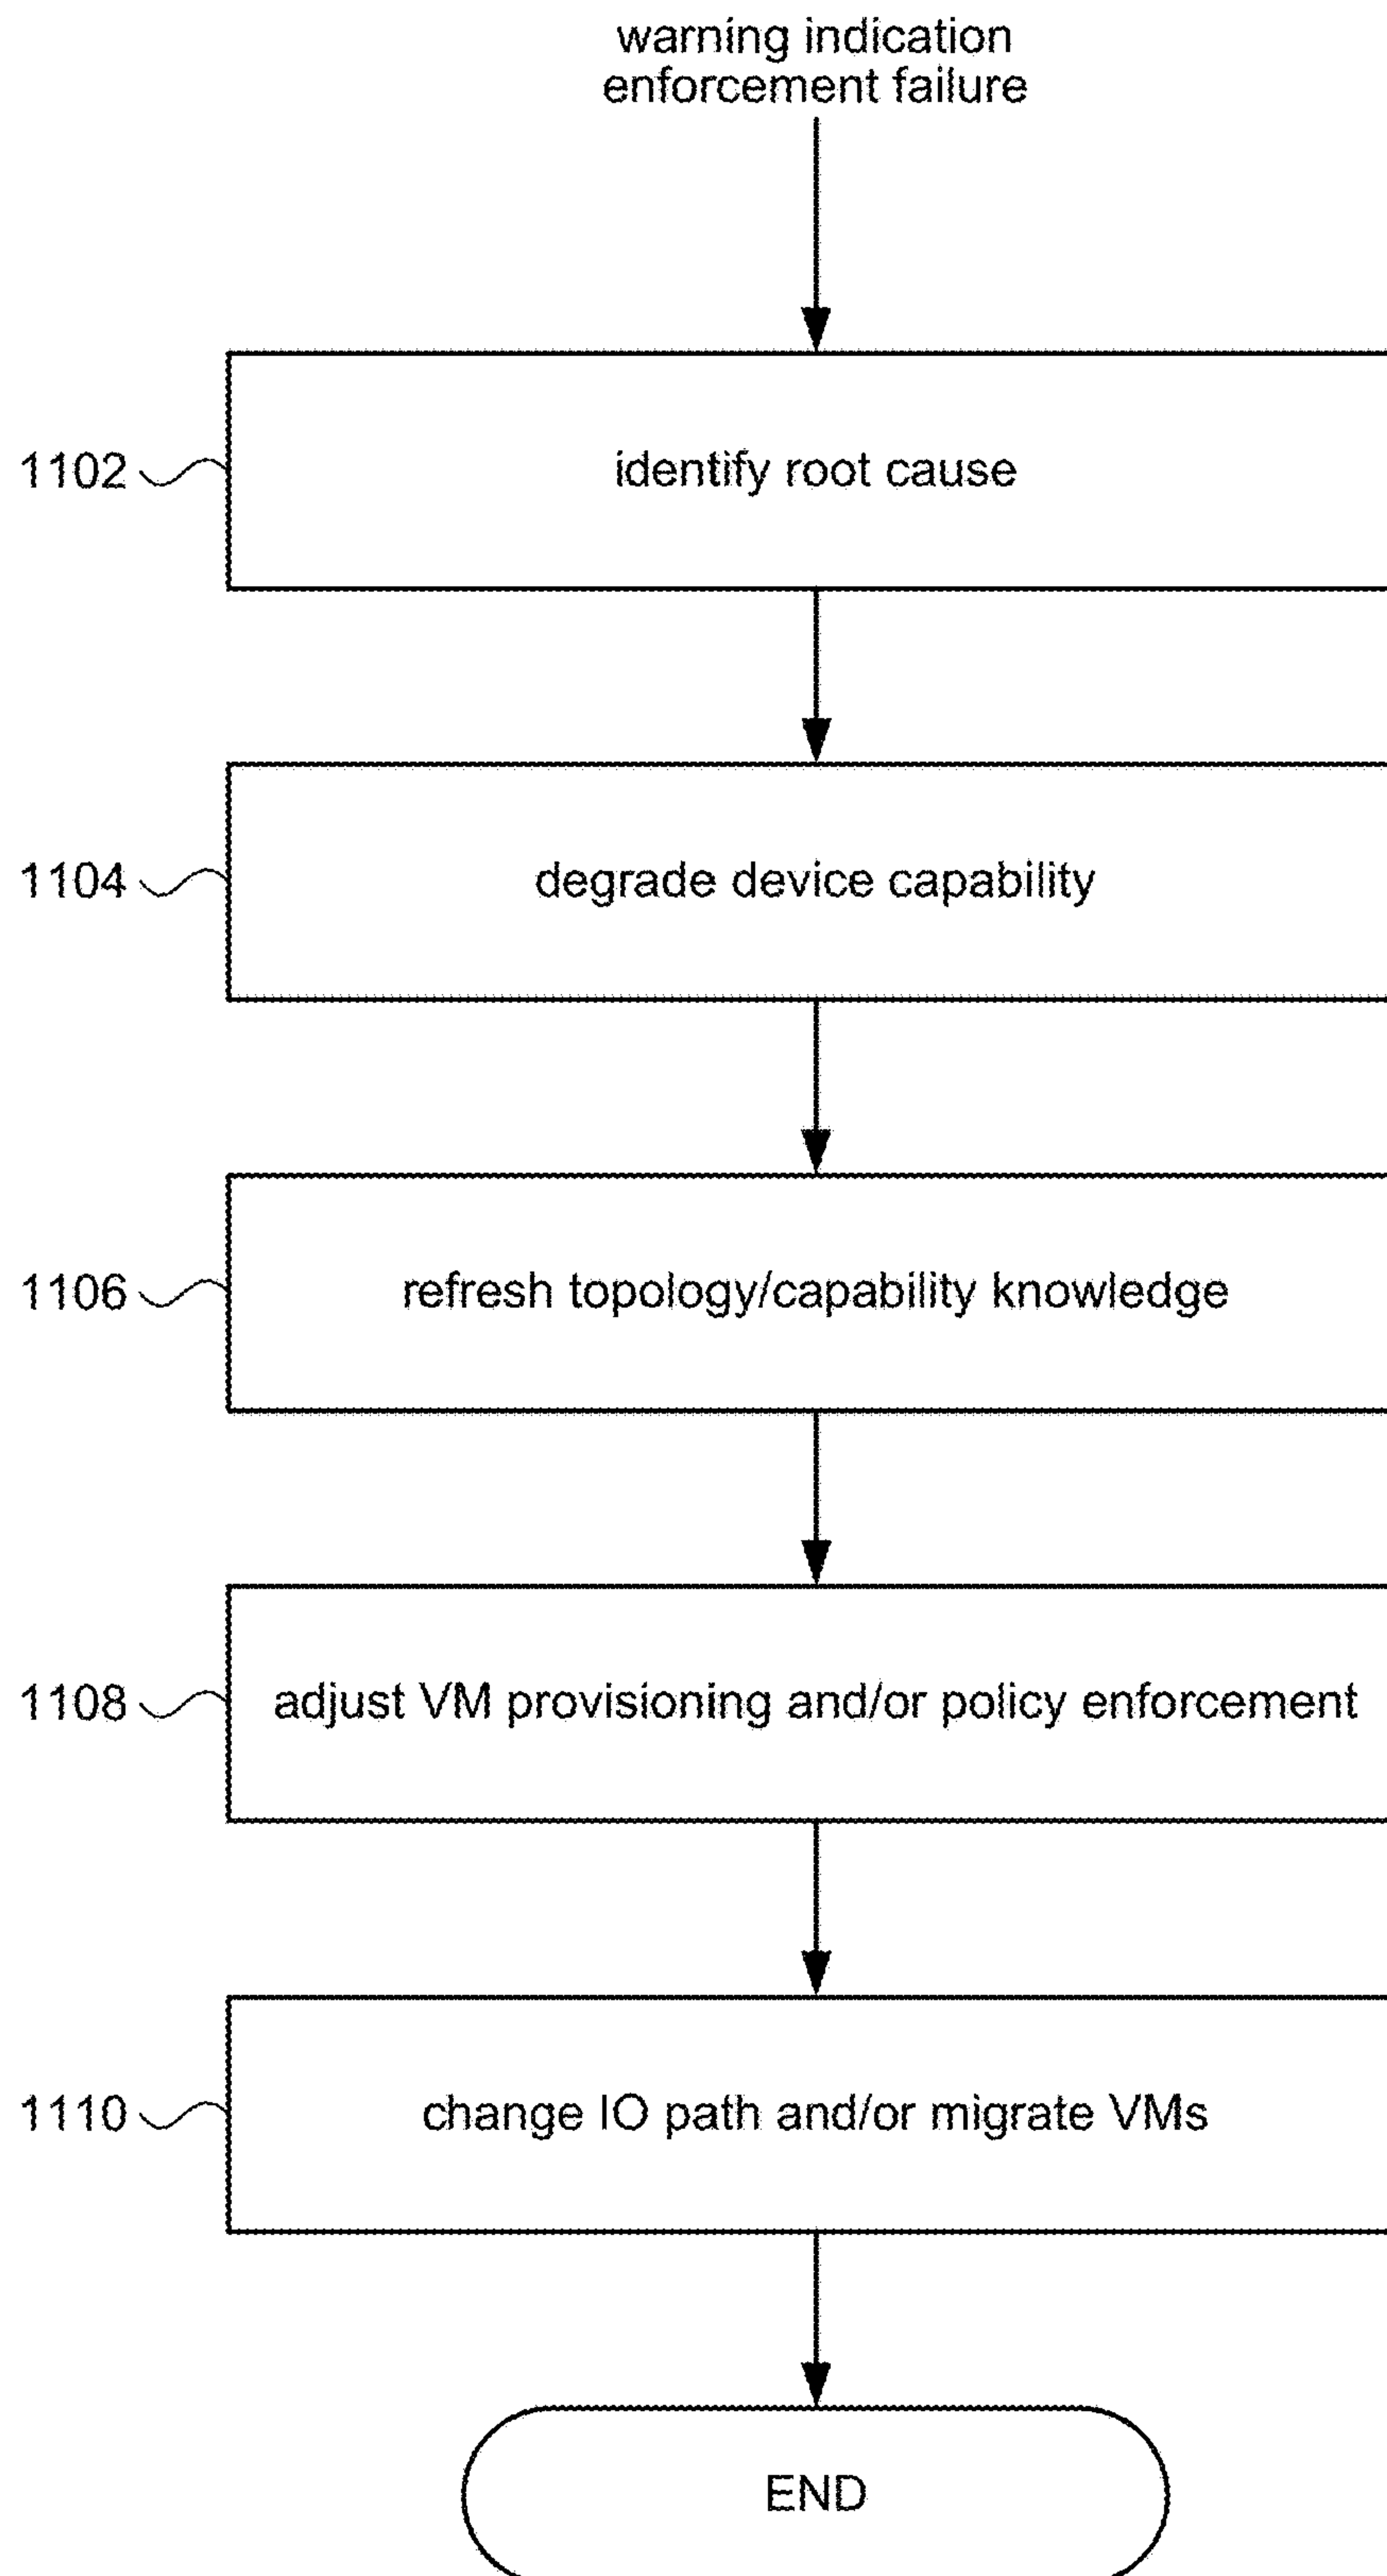 warning indication
enforcement failure
1102 identify root cause
1104 degrade device capability
1106 refresh topology/capability knowledge
1108 adjust VM provisioning and/or policy enforcement
1110 change IO path and/or migrate VMs
END